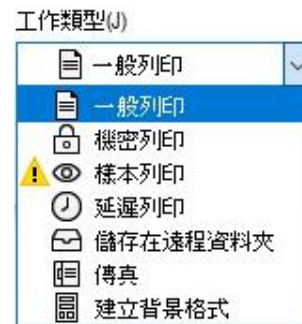 工作類型(J)
一般列印
一般列印
機密列印
樣本列印
延遲列印
儲存在遠程資料夾
傳真
建立背景格式